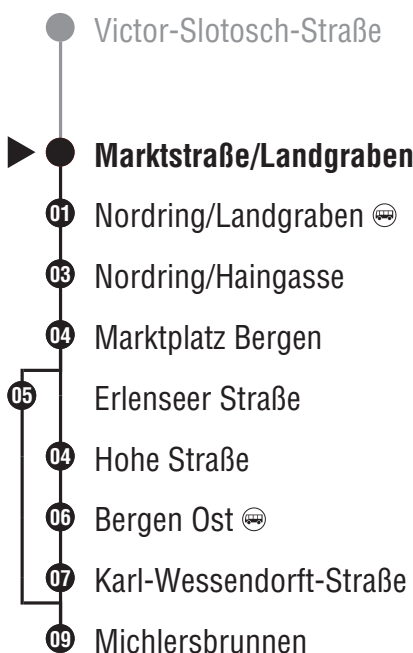 Victor-Slotosch-Straße
Marktstraße/Landgraben
01 Nordring/Landgraben
03 Nordring/Haingasse
04 Marktplatz Bergen
05 Erlenseer Straße
04 Hohe Straße
06 Bergen Ost
07 Karl-Wessendorft-Straße
09 Michlersbrunnen